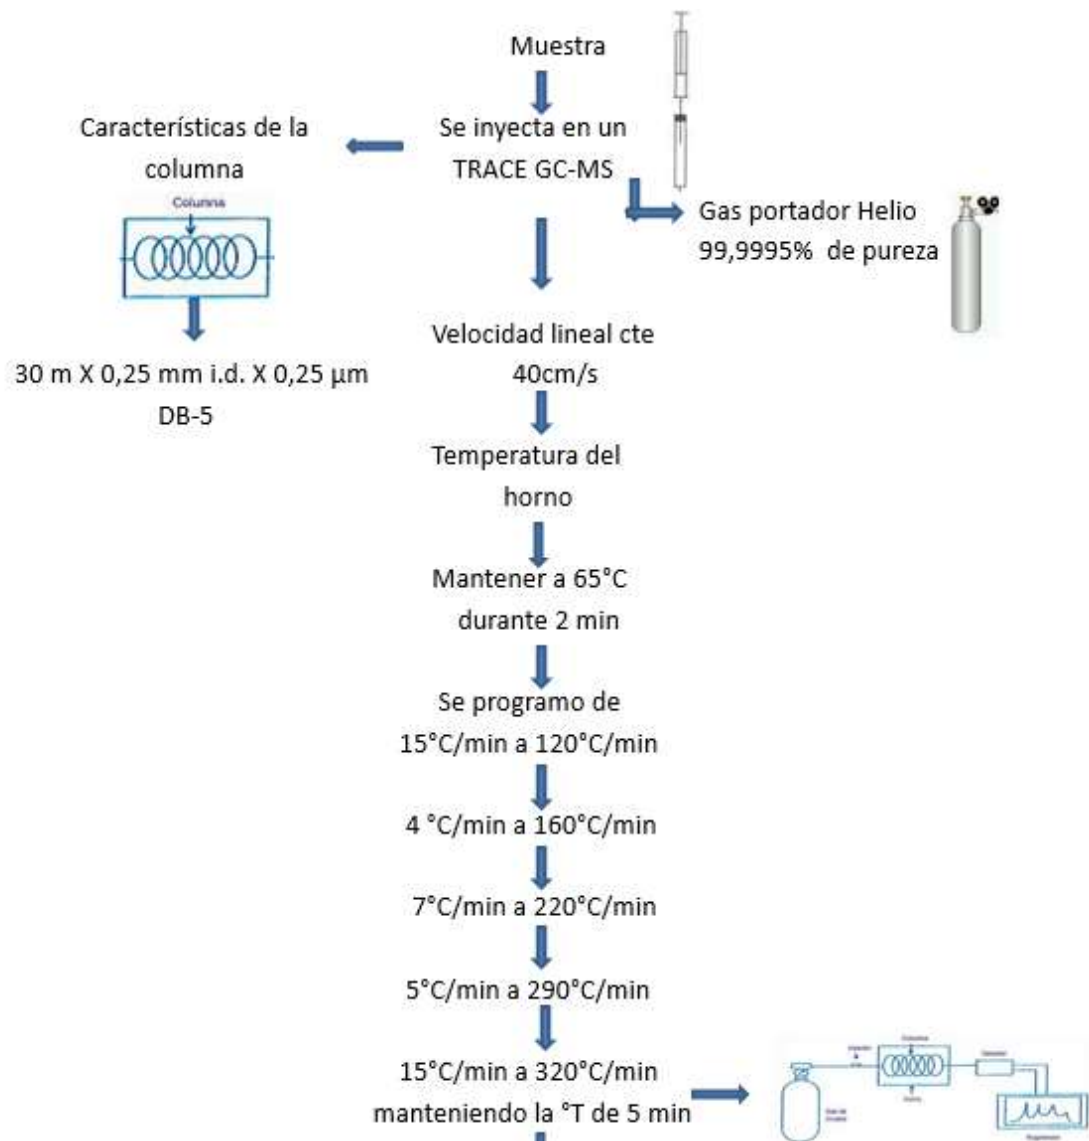 Muestra
Se inyecta en un
TRACE GC-MS
Características de la
columna
Columna
30 m X 0,25 mm i.d. X 0,25 µm
DB-5
Gas portador Helio
99,9995% de pureza
Velocidad lineal cte
40cm/s
Temperatura del
horno
Mantener a 65°C
durante 2 min
Se programo de
15°C/min a 120°C/min
4 °C/min a 160°C/min
7°C/min a 220°C/min
5°C/min a 290°C/min
15°C/min a 320°C/min
manteniendo la °T de 5 min
Columna